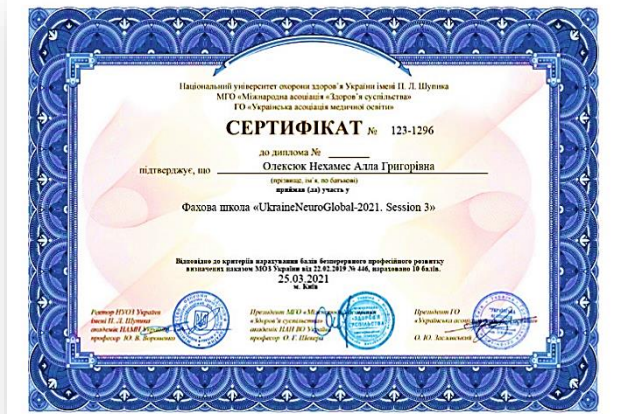 Національний університет охорони здоров'я України імені П. Л. Шупика
МГО «Міжнародна асоціація «Здоров'я суспільства»
ГО «Українська асоціація медичної освіти»
СЕРТИФІКАТ № 123-1296
до диплома №
підтверджує, що Олексюк Нехамес Алла Григорівна
(прізвище, ім'я, по батькові)
приймав (ла) участь у
Фахова школа «UkraineNeuroGlobal-2021. Session 3»
Відповідно до критеріїв нарахування балів безперервного професійного розвитку
визначених наказом МОЗ України від 22.02.2019 № 446, нараховано 10 балів.
25.03.2021
м. Київ
Ректор НУОЗ України
імені П. Л. Шупика
академік НАМН України
професор Ю. В. Вороненко
Президент МГО «Міжнародна асоціація
«Здоров'я суспільства»
академік НАН ВО України
професор О. Г. Шекера
Президент ГО
«Українська асоціація
О. Ю.